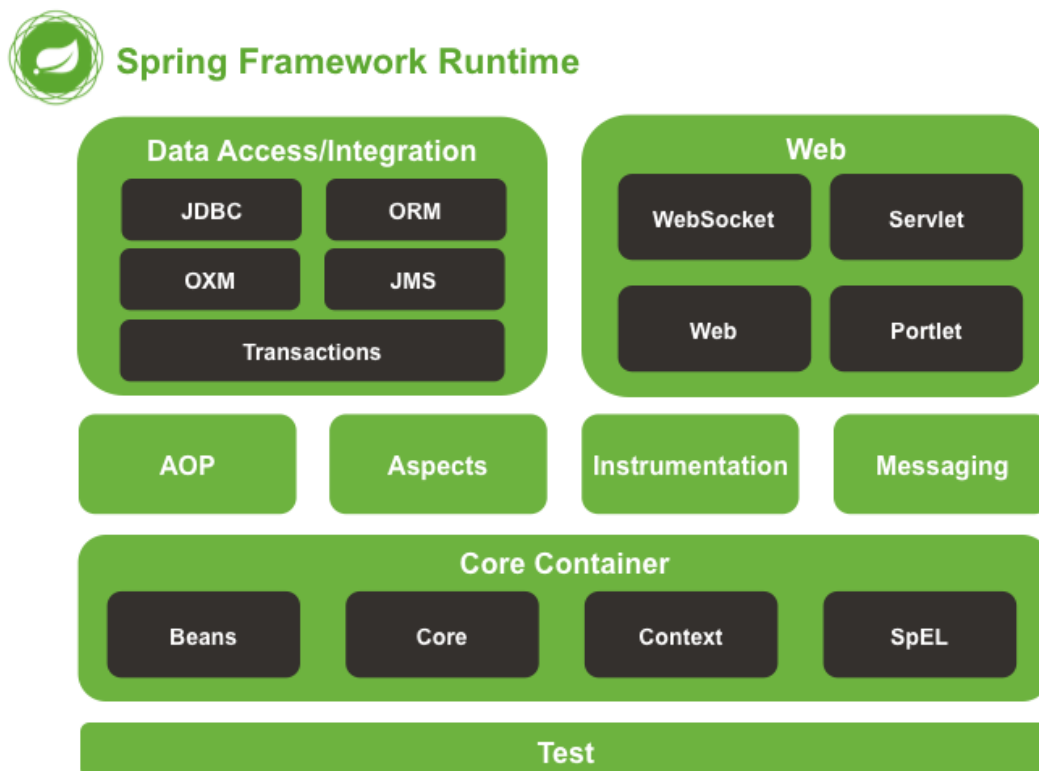 Spring Framework Runtime
Data Access/Integration
JDBC
ORM
OXM
JMS
Transactions
Web
WebSocket
Servlet
Web
Portlet
AOP
Aspects
Instrumentation
Messaging
Core Container
Beans
Core
Context
SpEL
Test